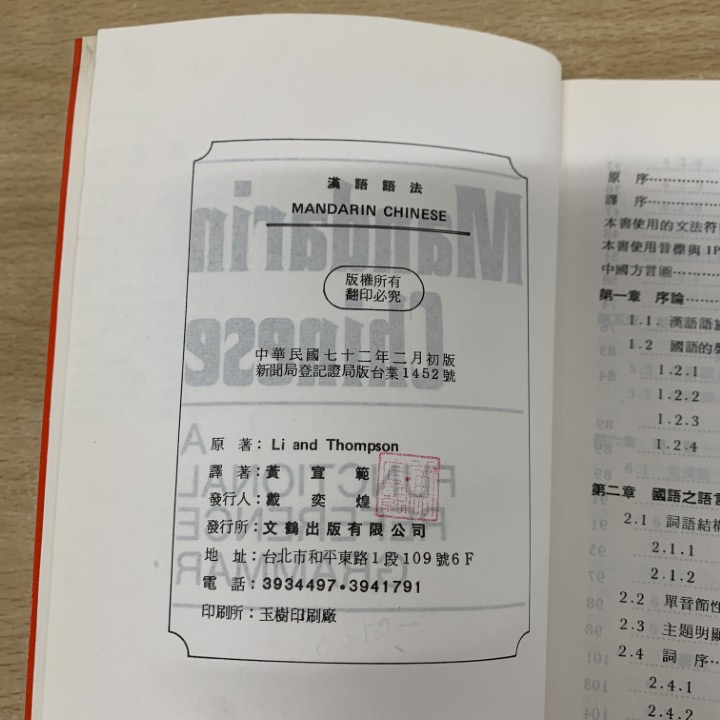 漢語語法
MANDARIN CHINESE
版權所有
翻印必究
中華民國七十二年二月初版
新聞局登記證局版台業1452號
原 著：Li and Thompson
譯著：黃宣範
發行人：戴奕煌
發行所：文鶴出版有限公司
地 址：台北市和平東路1段109號6F
電 話：3934497·3941791
印刷所：玉樹印刷廠
原 序
譯 序
本書使用的文法符
本書使用音標與 IP
中國方言圖
第一章 序論
1.1. 漢語語族
1.2 國語的
1.2.1
1.2.2
1.2.3
1.2.4
第二章 國語之語言
2.1 詞語結構
2.1.1
2.1.2
2.2 單音節性
2.3 主題明顯
2.4 詞 序
2.4.1
2.4.2